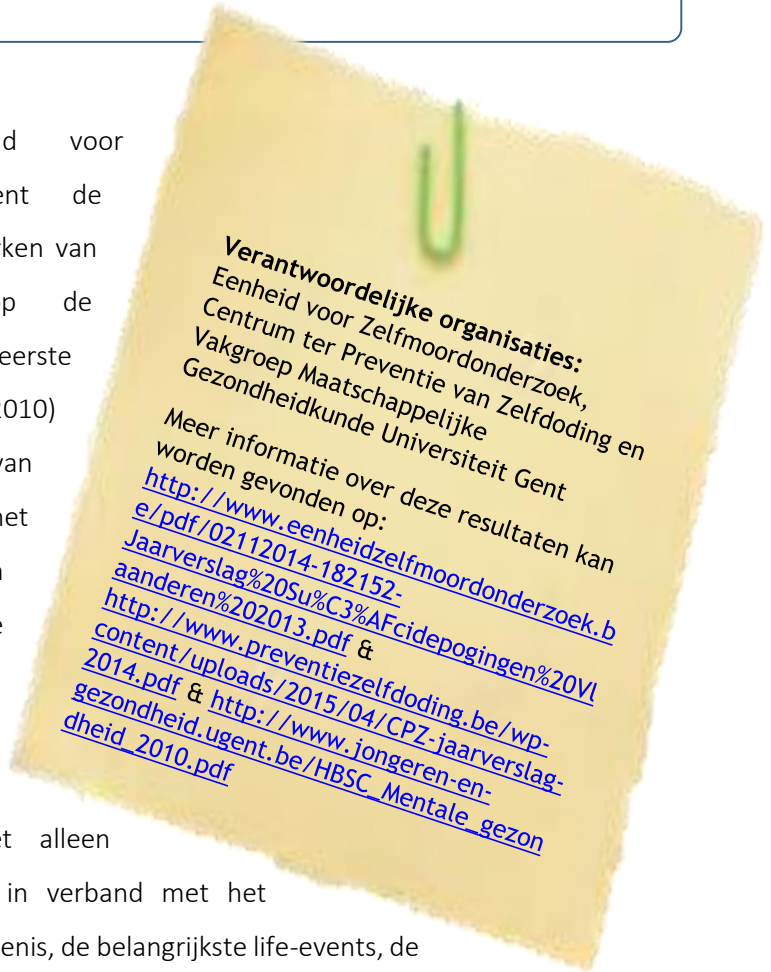 voor
de
van
de
eerste
2010)
van
in verband met het
alleen
de belangrijkste life-events, de
Verantwoordelijke organisaties:
Eenheid voor Zelfmoordonderzoek,
Centrum ter Preventie van Zelfdoding en
Vakgroep Maatschappelijke
Gezondheidkunde Universiteit Gent
Meer informatie over deze resultaten kan
worden gevonden op:
http://www.eenheidzelfmoordonderzoek.b
e/pdf/02112014-182152-
Jaarverslag%20Su%C3%AFcidepogingen%20Vl
aanderen%202013.pdf &
http://www.preventiezelfdoding.be/wp-
content/uploads/2015/04/CPZ-jaarverslag-
2014.pdf & http://www.jongeren-en-
gezondheid.ugent.be/HBSC_Mentale_gezon
dheid_2010.pdf